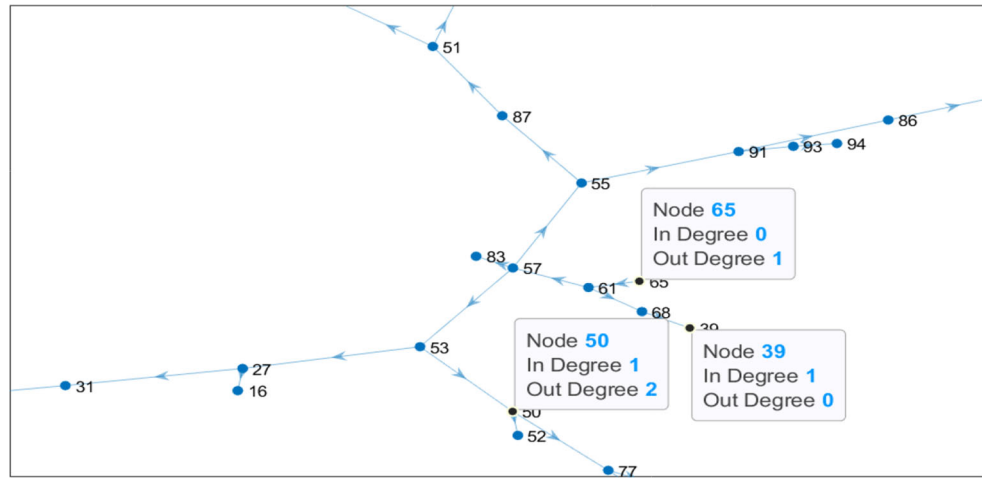 51
87
86
91
93
94
55
Node 65
In Degree 0
Out Degree 1
83
57
61
65
68
39
53
Node 50
In Degree 1
Out Degree 2
Node 39
In Degree 1
Out Degree 0
27
31
16
50
52
77